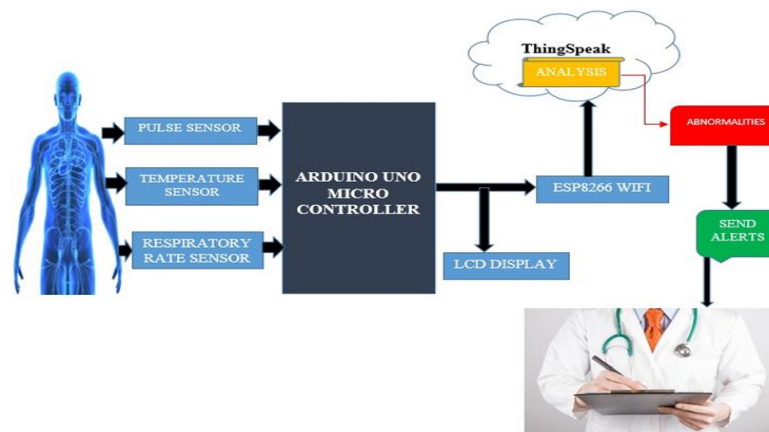 ThingSpeak
ANALYSIS
ABNORMALITIES
PULSE SENSOR
TEMPERATURE
SENSOR
RESPIRATORY
RATE SENSOR
ARDUINO UNO
MICRO
CONTROLLER
ESP8266 WIFI
LCD DISPLAY
SEND
ALERTS